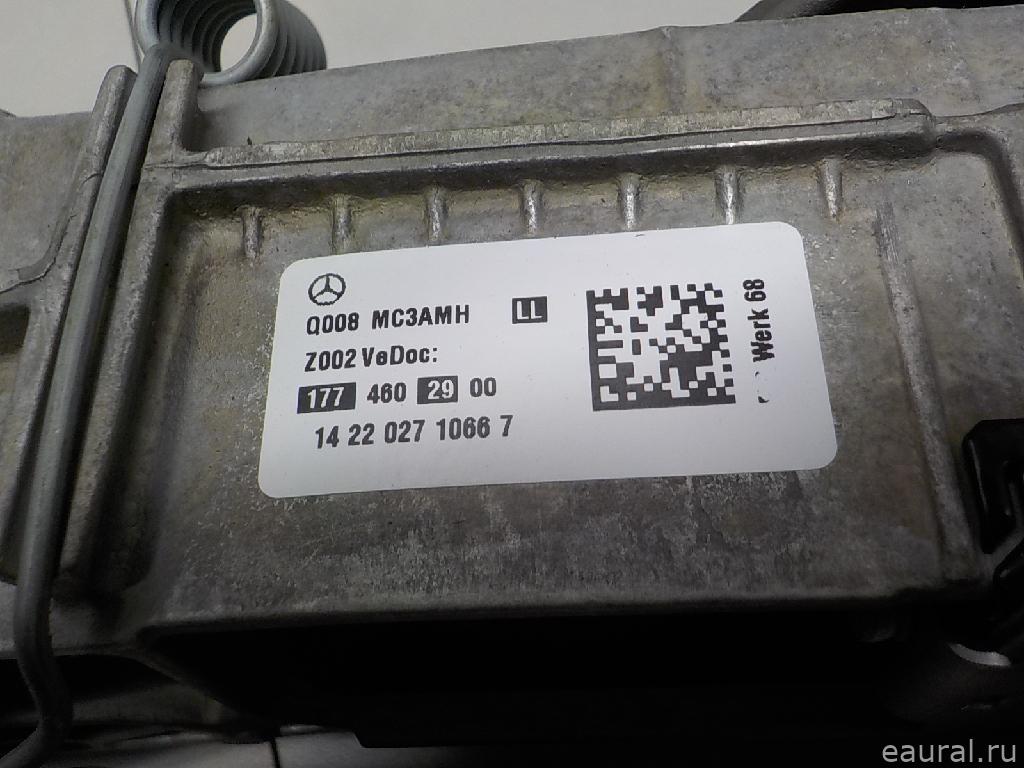 Q008 MC3AMH LL
Z002 VeDoc:
177 460 29 00
14 22 027 1066 7
Werk 68
eaural.ru